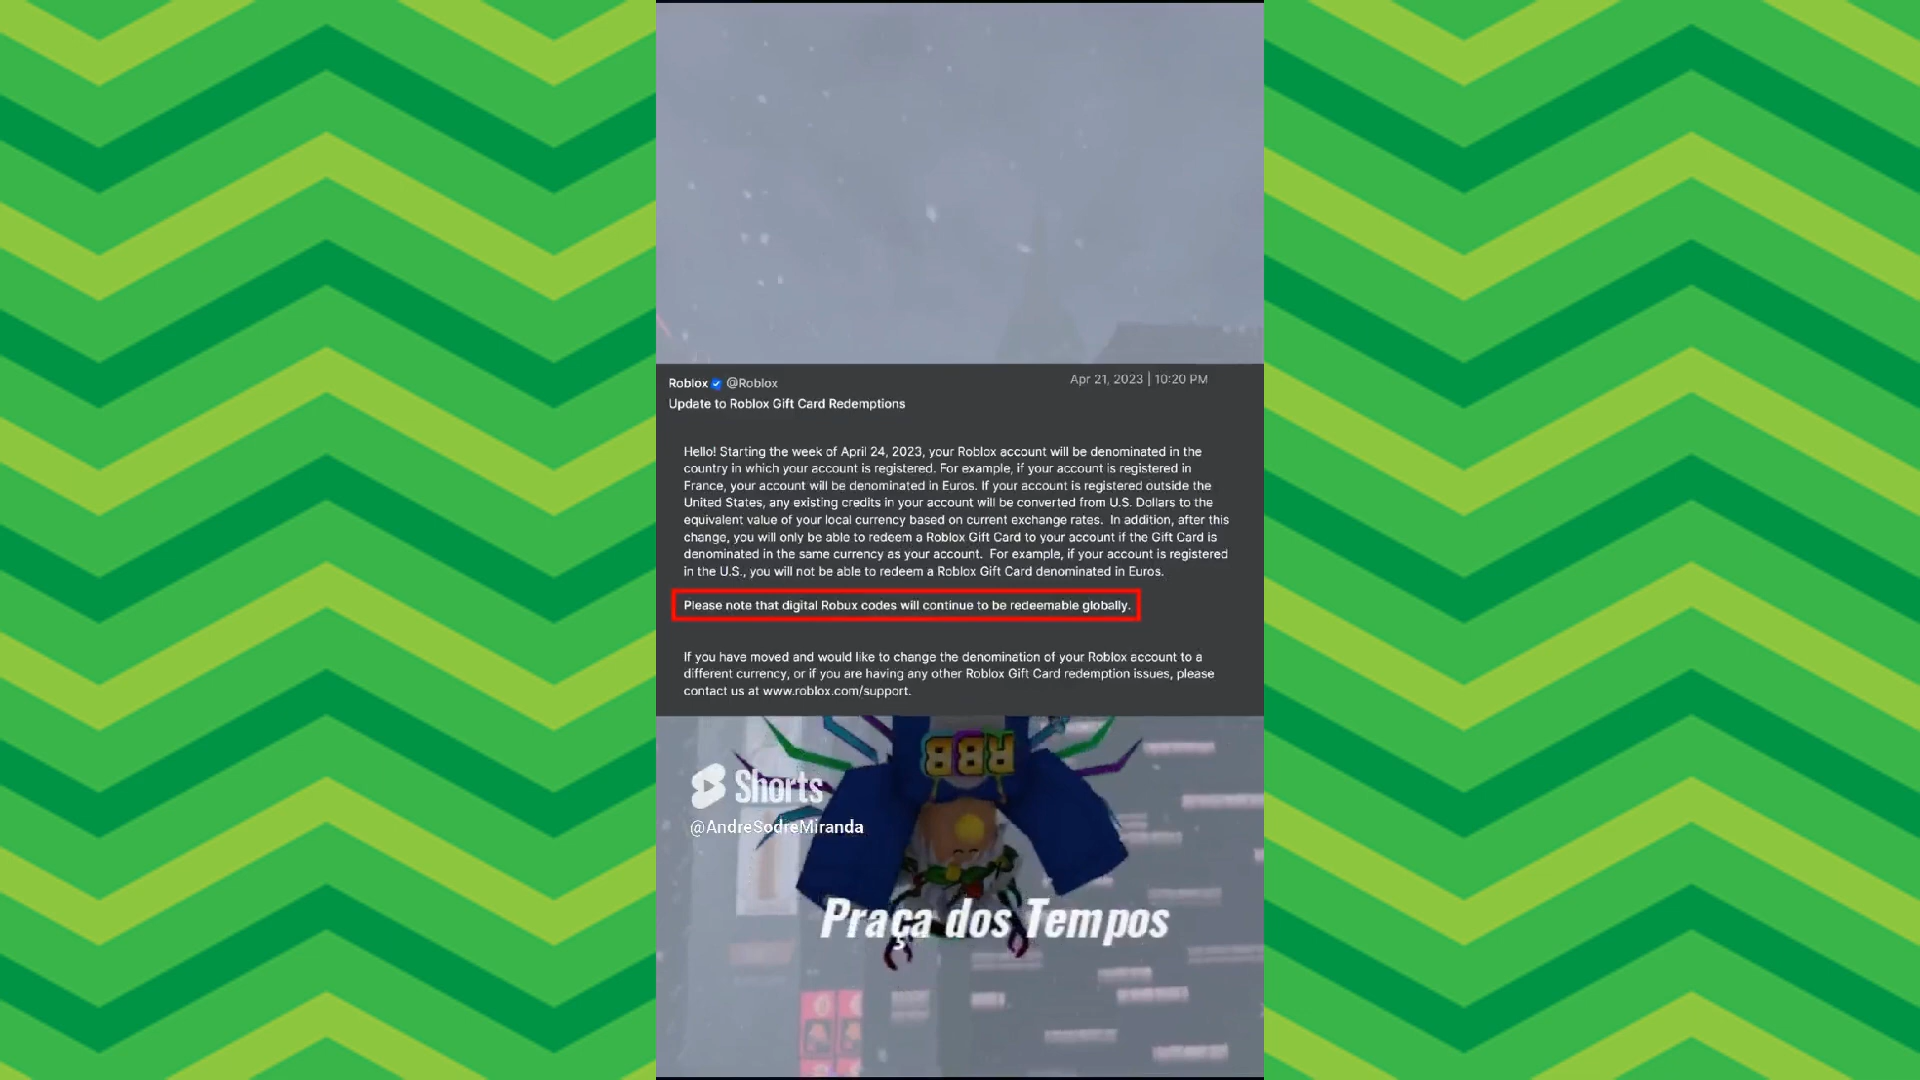 Roblox @Roblox
Apr 21, 2023 | 10:20 PM
Update to Roblox Gift Card Redemptions
Hello! Starting the week of April 24, 2023, your Roblox account will be denominated in the
country in which your account is registered. For example, if your account is registered in
France, your account will be denominated in Euros. If your account is registered outside the
United States, any existing credits in your account will be converted from U.S. Dollars to the
equivalent value of your local currency based on current exchange rates. In addition, after this
change, you will only be able to redeem a Roblox Gift Card to your account if the Gift Card is
denominated in the same currency as your account. For example, if your account is registered
in the U.S., you will not be able to redeem a Roblox Gift Card denominated in Euros.
Please note that digital Robux codes will continue to be redeemable globally.
If you have moved and would like to change the denomination of your Roblox account to a
different currency, or if you are having any other Roblox Gift Card redemption issues, please
contact us at www.roblox.com/support.
RBB
Shorts
@AndreSodreMiranda
Praça dos Tempos